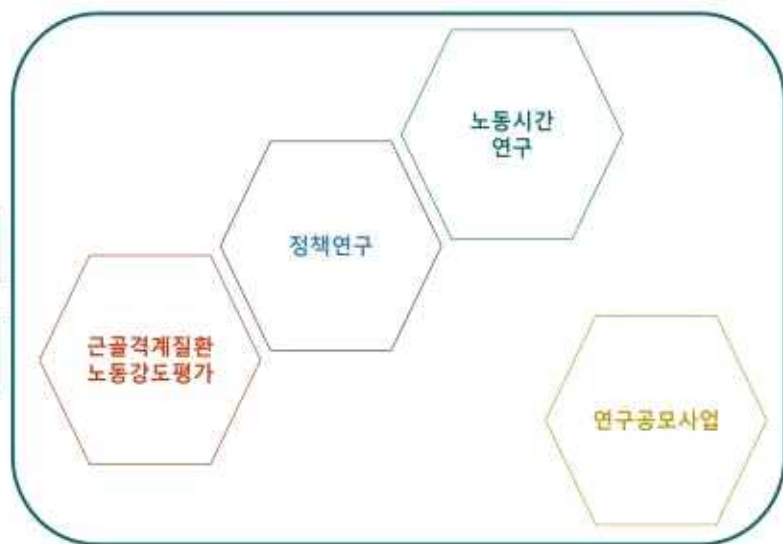 노동시간
연구
정책연구
근골격계질환
노동강도평가
연구공모사업